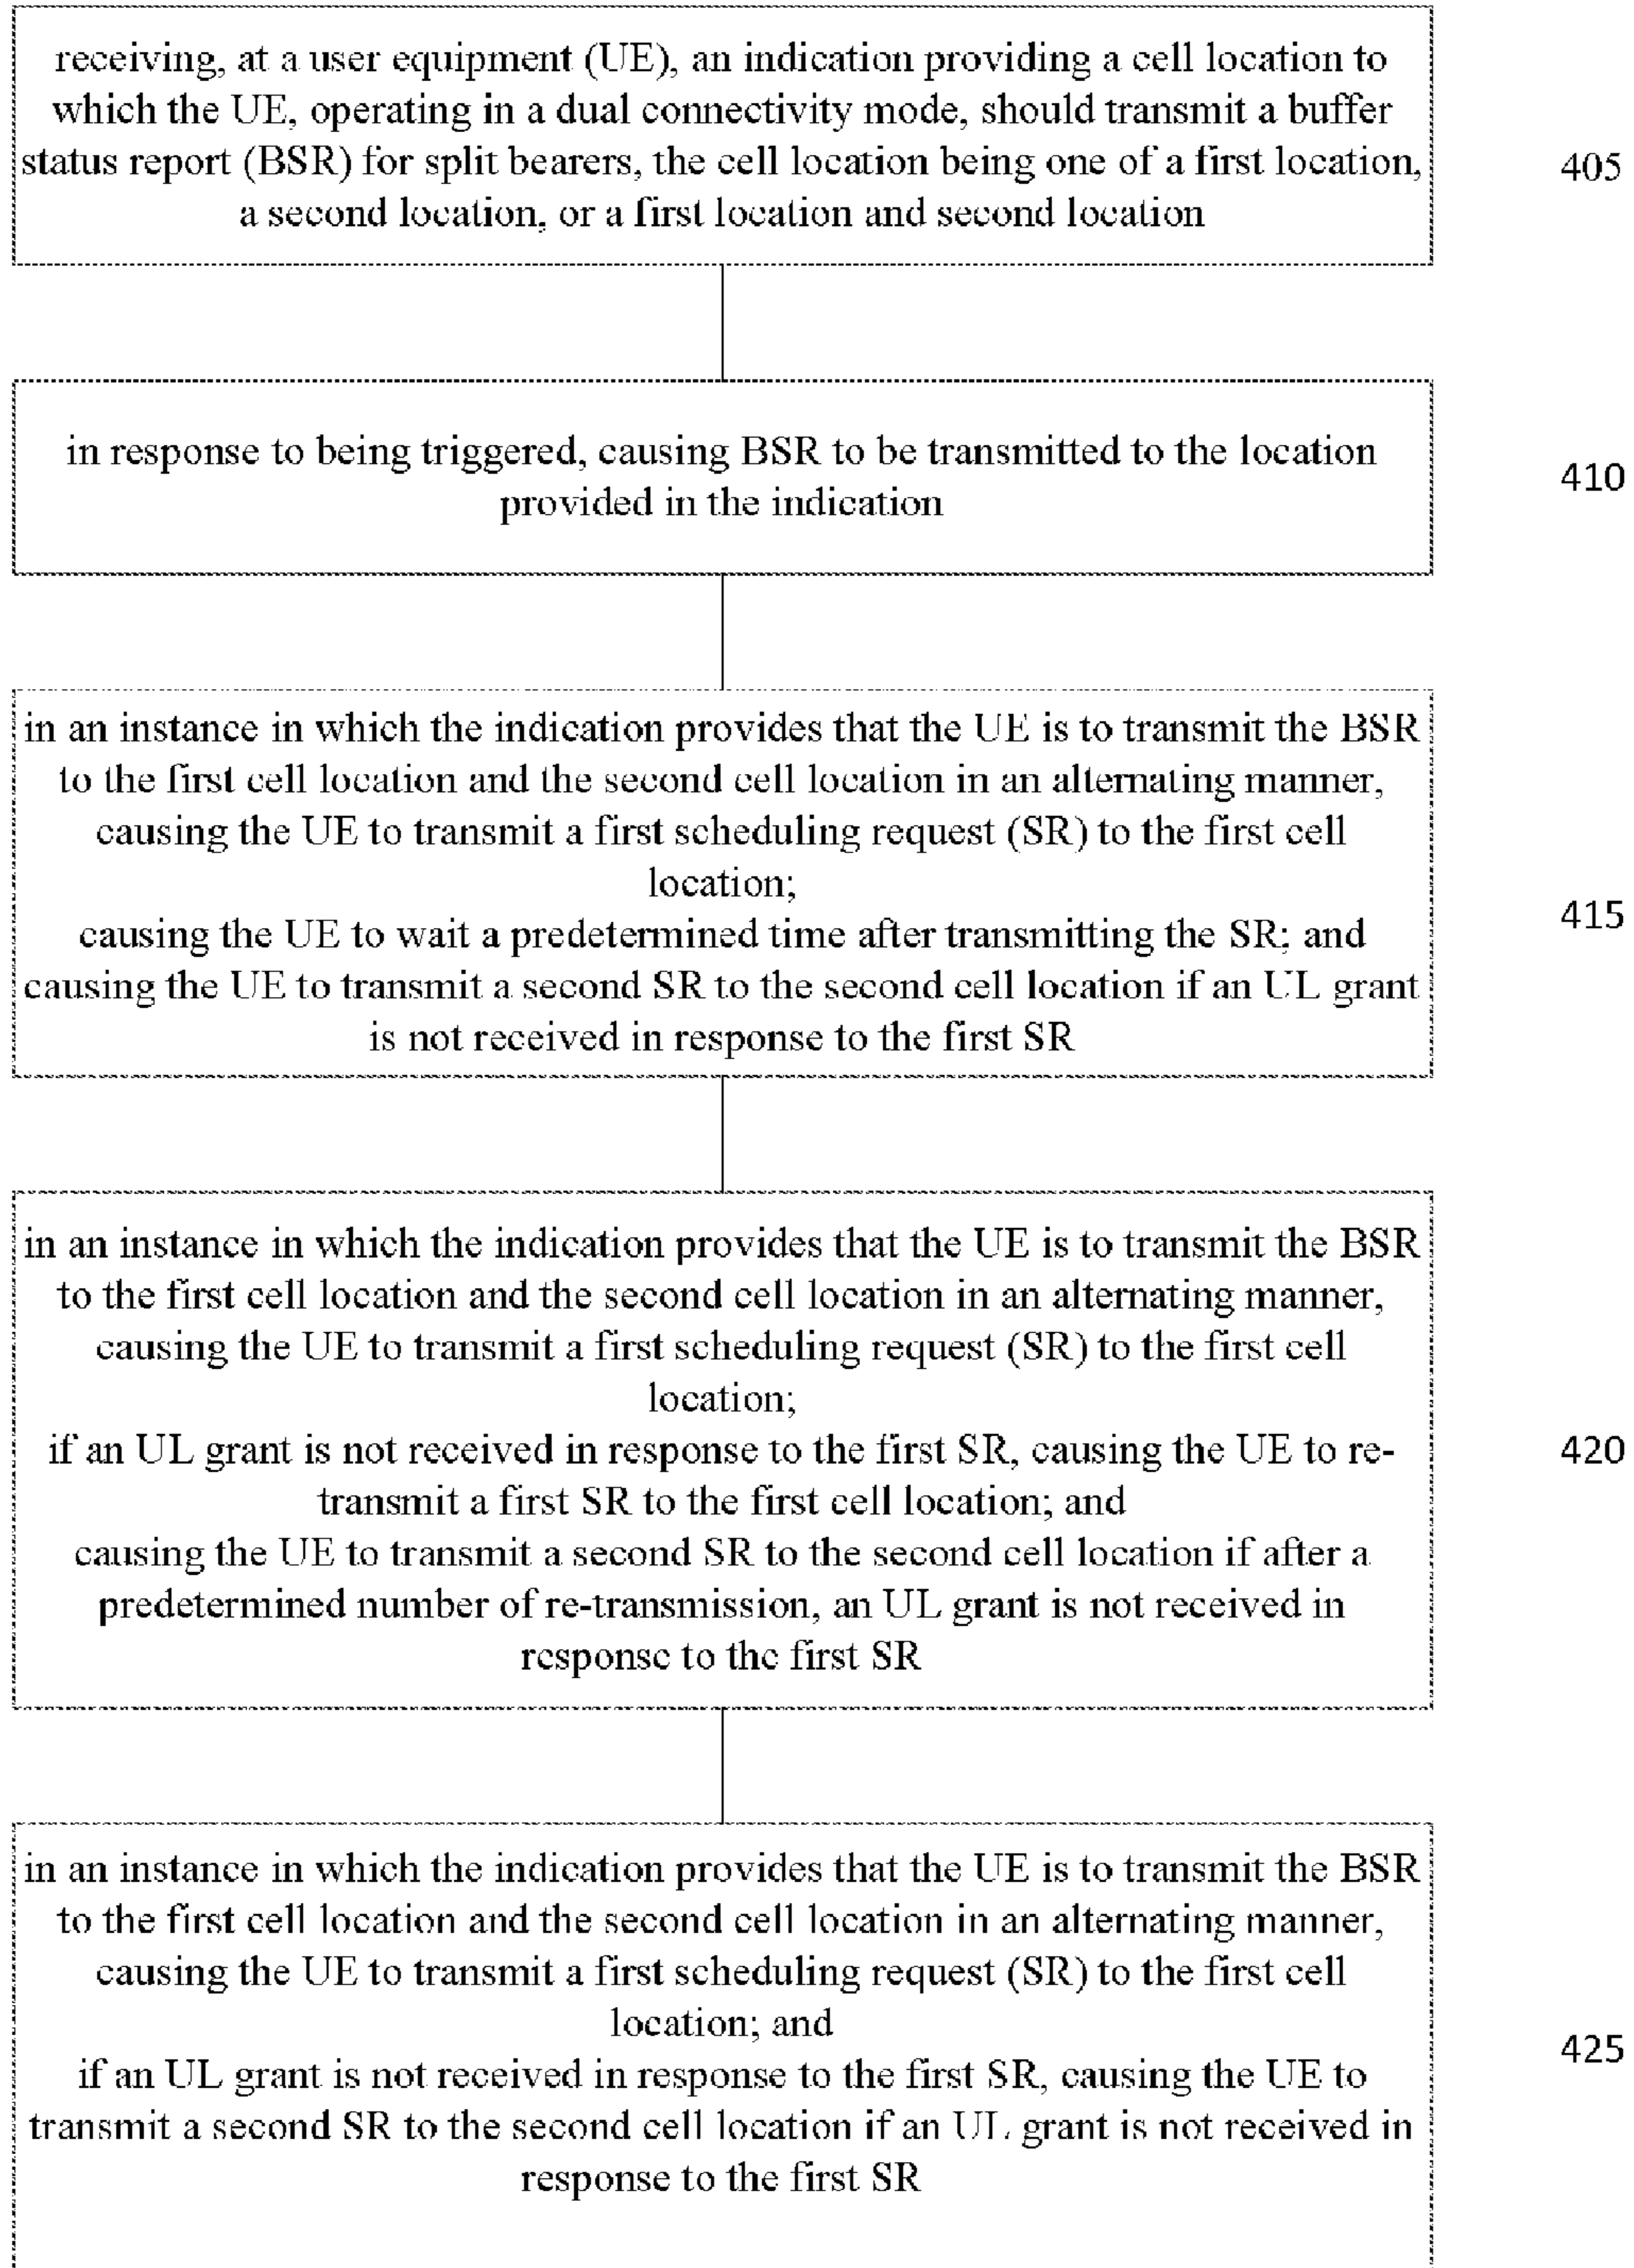 receiving, at a user equipment (UE), an indication providing a cell location to
which the UE, operating in a dual connectivity mode, should transmit a buffer
status report (BSR) for split bearers, the cell location being one of a first location,
a second location, or a first location and second location
405
in response to being triggered, causing BSR to be transmitted to the location
provided in the indication
410
in an instance in which the indication provides that the UE is to transmit the BSR
to the first cell location and the second cell location in an alternating manner,
causing the UE to transmit a first scheduling request (SR) to the first cell
location;
causing the UE to wait a predetermined time after transmitting the SR; and
causing the UE to transmit a second SR to the second cell location if an UL grant
is not received in response to the first SR
415
in an instance in which the indication provides that the UE is to transmit the BSR
to the first cell location and the second cell location in an alternating manner,
causing the UE to transmit a first scheduling request (SR) to the first cell
location;
if an UL grant is not received in response to the first SR, causing the UE to re-
transmit a first SR to the first cell location; and
causing the UE to transmit a second SR to the second cell location if after a
predetermined number of re-transmission, an UL grant is not received in
response to the first SR
420
in an instance in which the indication provides that the UE is to transmit the BSR
to the first cell location and the second cell location in an alternating manner,
causing the UE to transmit a first scheduling request (SR) to the first cell
location; and
if an UL grant is not received in response to the first SR, causing the UE to
transmit a second SR to the second cell location if an UL grant is not received in
response to the first SR
425